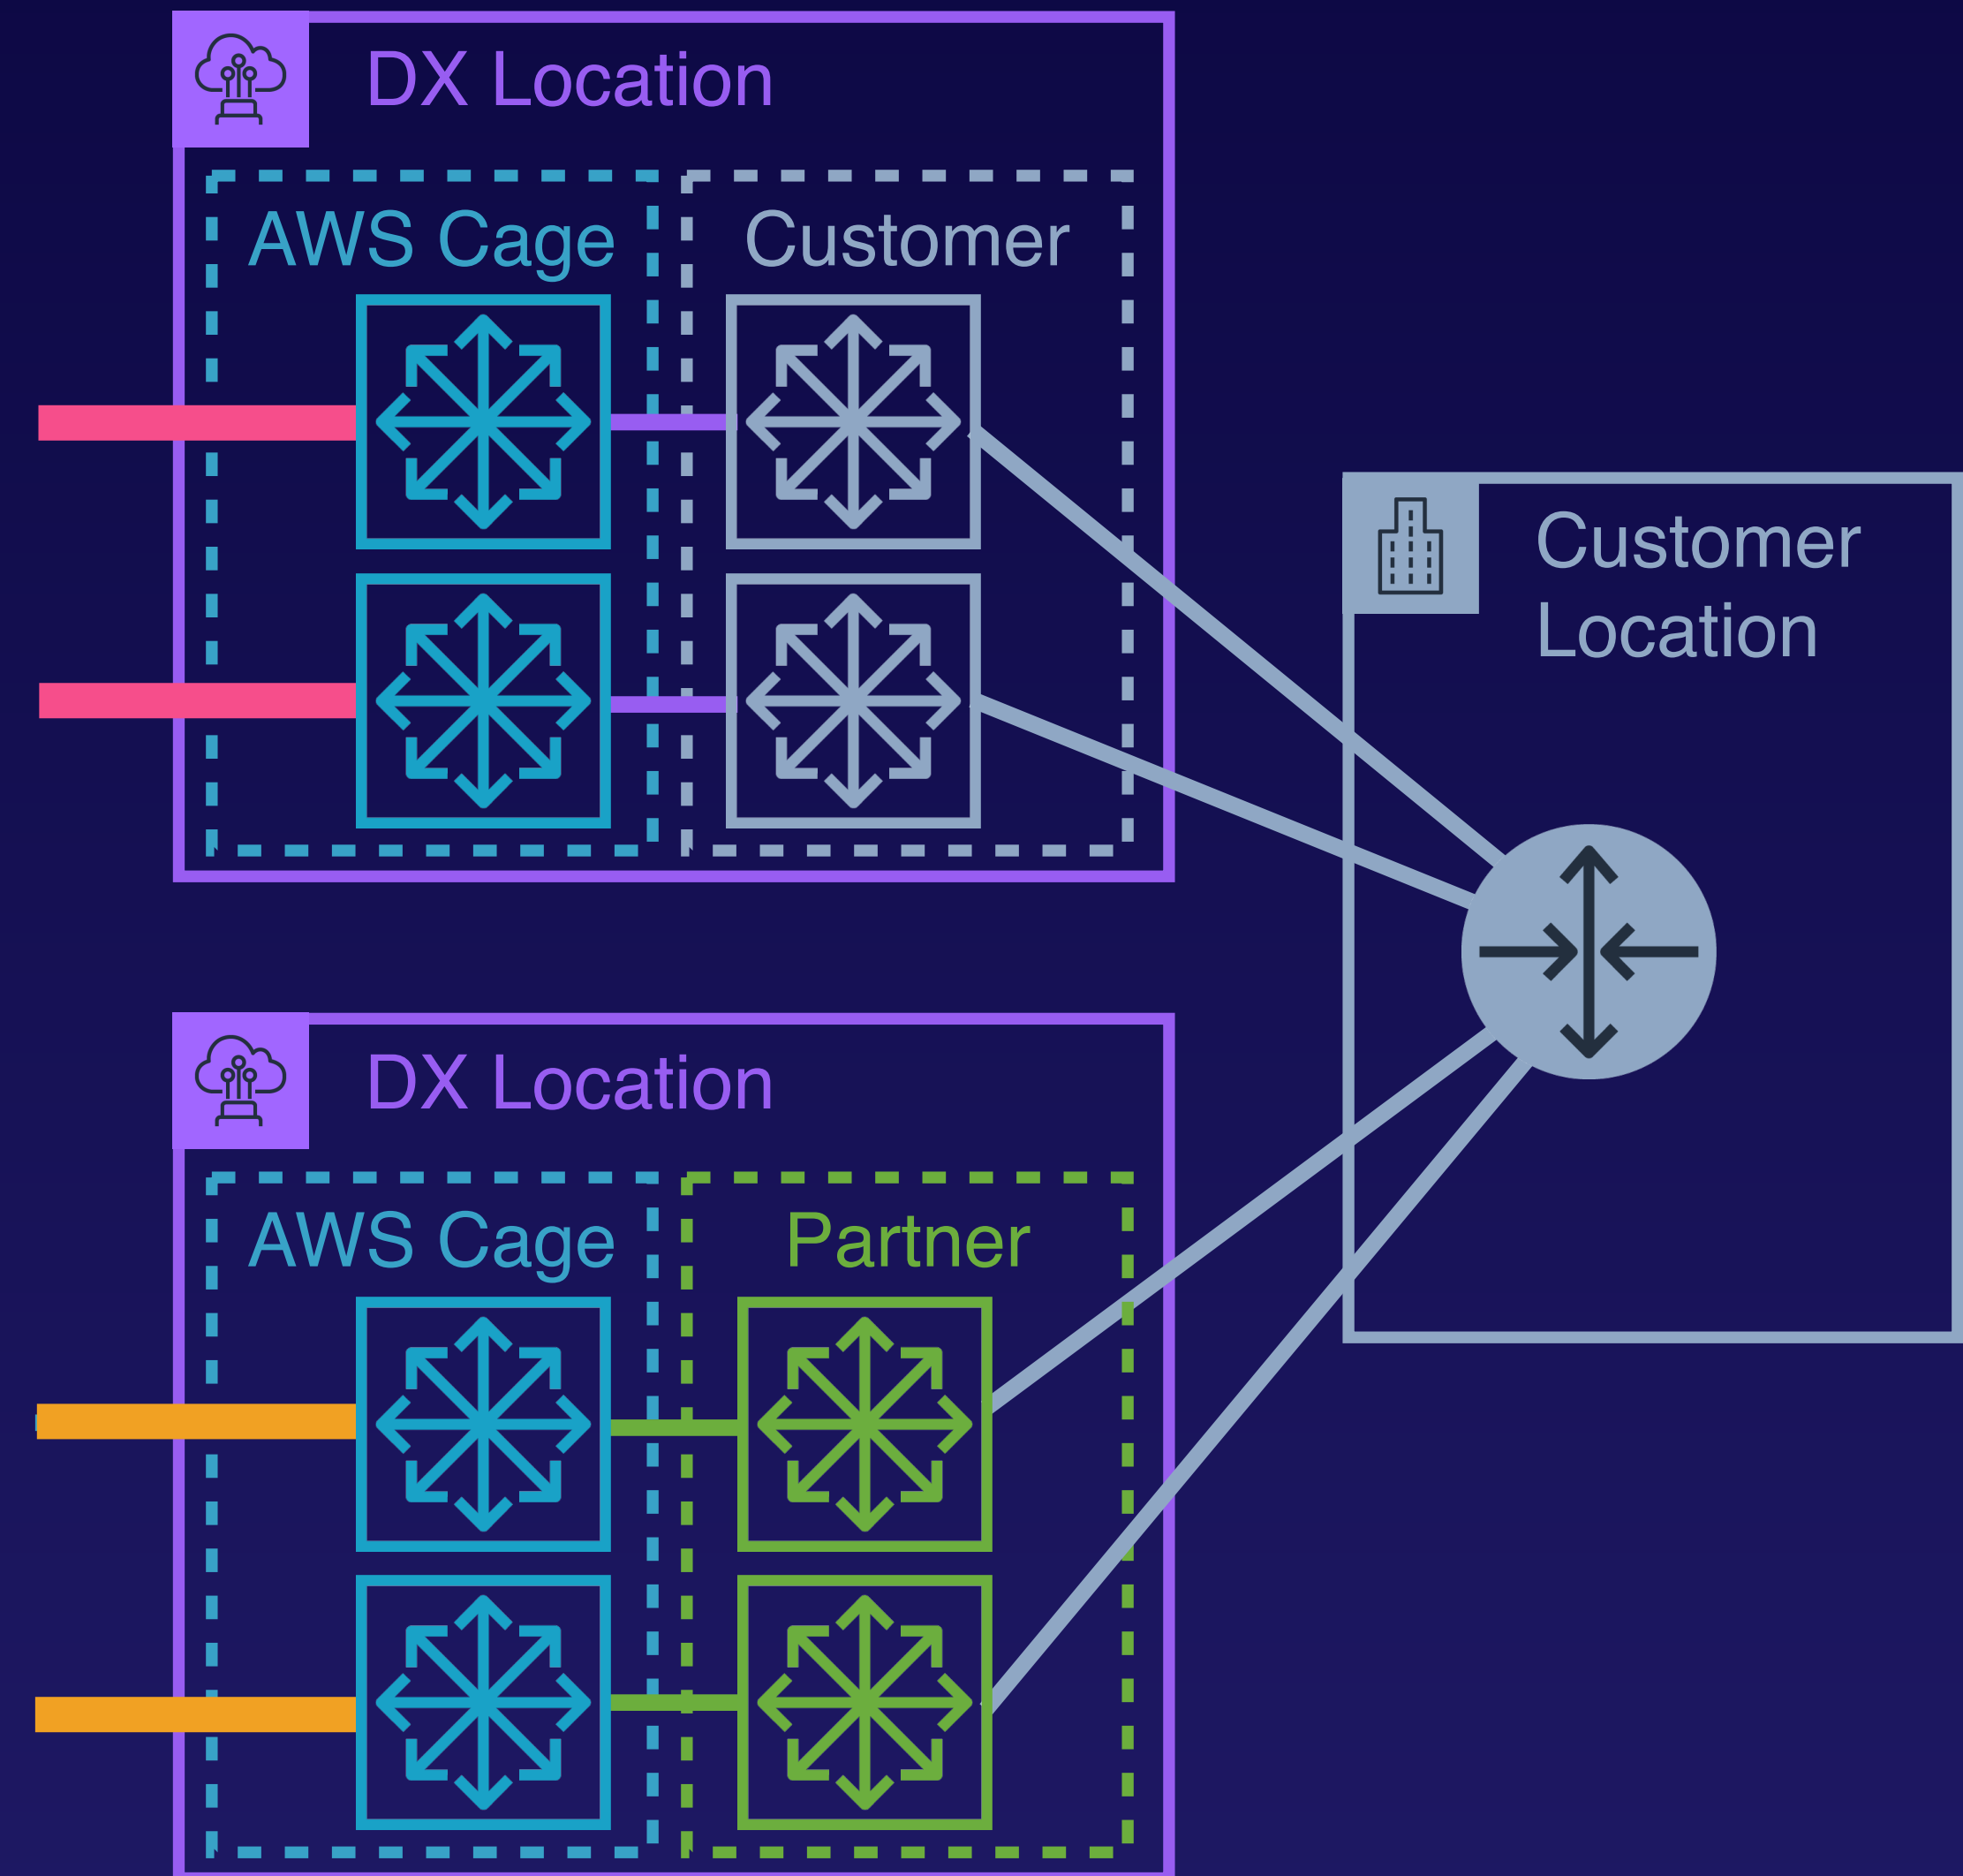 DX Location
AWS Cage
Customer
Customer
Location
DX Location
AWS Cage
Partner